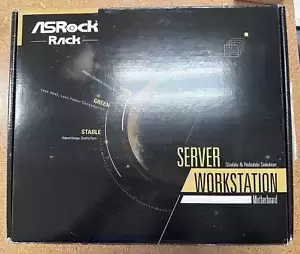 ASRock
Rack
GREEN
STABLE
SERVER
Stable & Reliable Solution
WORKSTATION
Motherboard